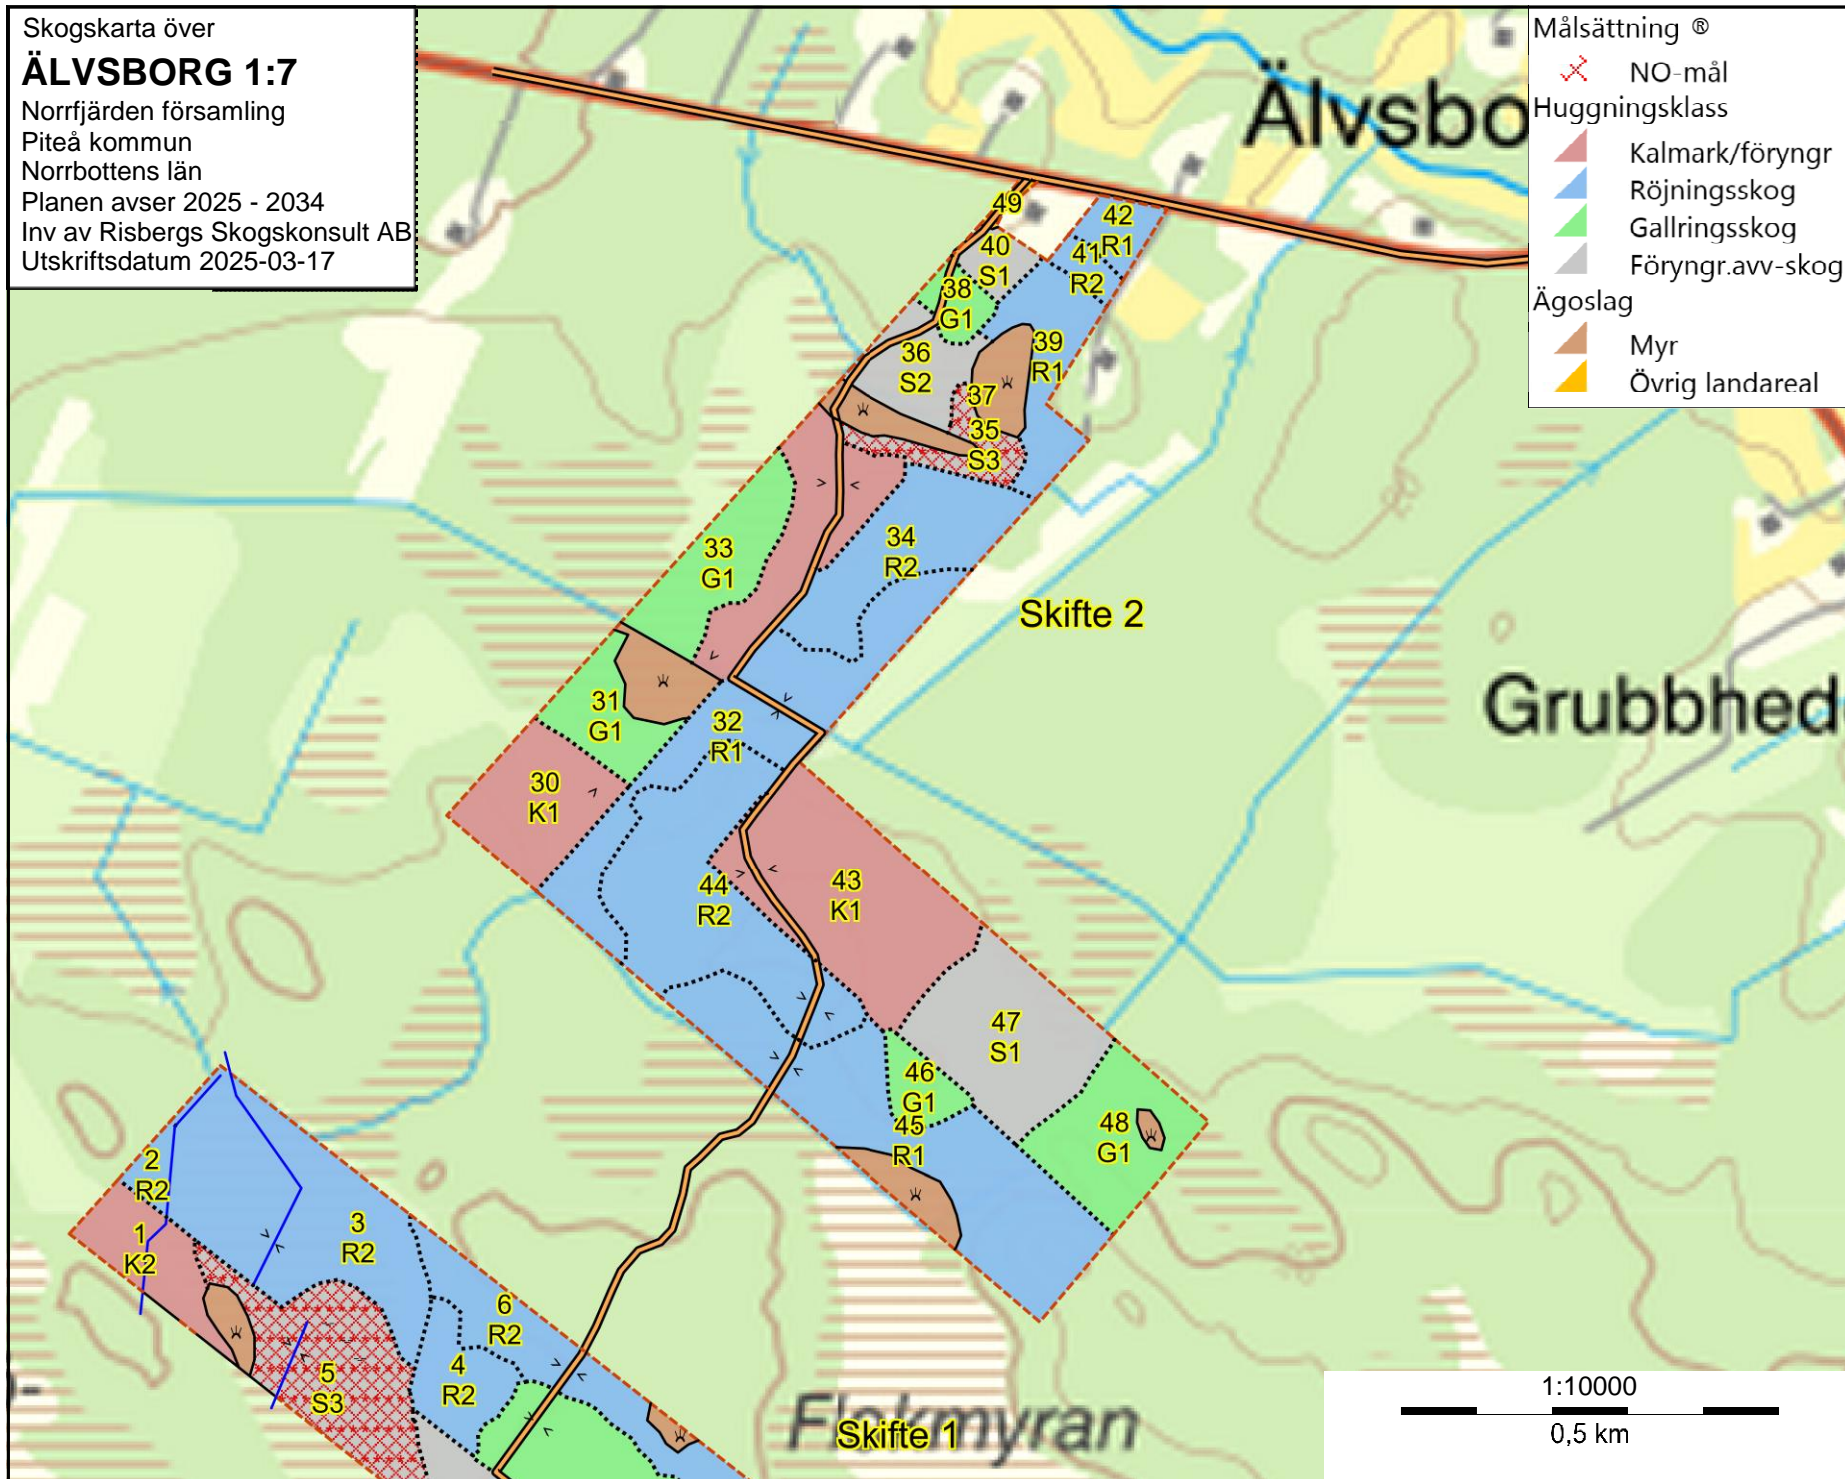 Skogskarta över
ÄLVSBORG 1:7
Norrfjärden församling
Piteå kommun
Norrbottens län
Planen avser 2025 - 2034
Inv av Risbergs Skogskonsult AB
Utskriftsdatum 2025-03-17
Målsättning ®
NO-mål
Huggningsklass
Kalmark/föryngr
Röjningsskog
Gallringsskog
Föryngr.avv-skog
Ägoslag
Myr
Övrig landareal
Älvsbo
49
42
R1
40
S1
41
R2
38
G1
39
R1
36
S2
37
35
S3
34
R2
33
G1
Skifte 2
31
G1
32
R1
Grubbhed
30
K1
43
K1
44
R2
47
S1
46
G1
45
R1
48
G1
2
R2
1
K2
3
R2
6
R2
4
R2
5
S3
Skifte 1
1:10000
0,5 km